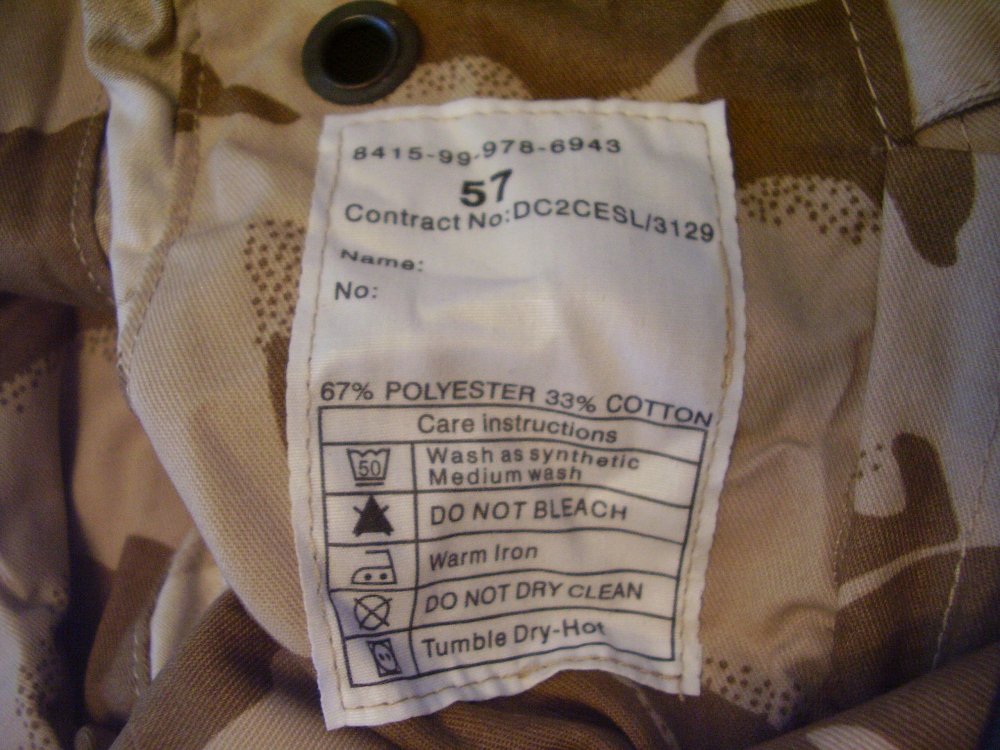 8415-99-978-6943
57
Contract No:DC2CESL/3129
Name:
No:
67% POLYESTER 33% COTTON
Care instructions
50
Wash as synthetic
Medium wash
DO NOT BLEACH
Warm Iron
DO NOT DRY CLEAN
Tumble Dry-Hot